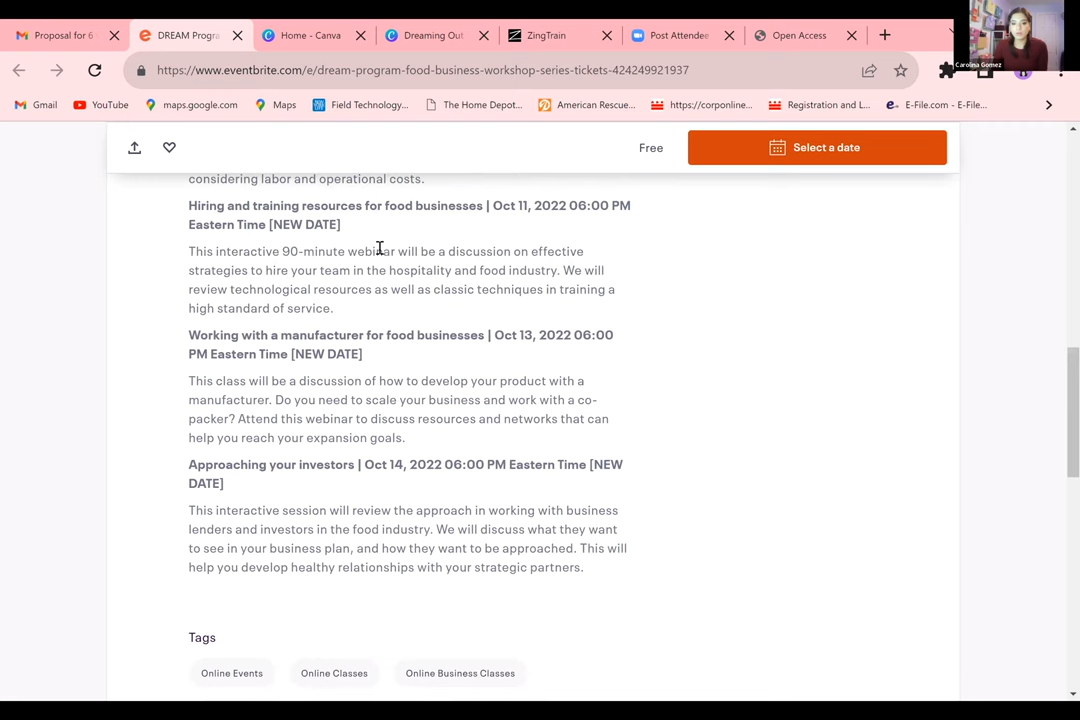 Proposal for 6
DREAM Progra
Home - Canva
Dreaming Out
ZingTrain
Post Attendee
Open Access
https://www.eventbrite.com/e/dream-program-food-business-workshop-series-tickets-424249921937
Carolina Gomez
Gmail
YouTube
maps.google.com
Maps
Field Technology...
The Home Depot...
American Rescue...
https://corponline...
Registration and L...
E-File.com - E-File...
Free
Select a date
considering labor and operational costs.
Hiring and training resources for food businesses | Oct 11, 2022 06:00 PM
Eastern Time [NEW DATE]
This interactive 90-minute webinar will be a discussion on effective
strategies to hire your team in the hospitality and food industry. We will
review technological resources as well as classic techniques in training a
high standard of service.
Working with a manufacturer for food businesses | Oct 13, 2022 06:00
PM Eastern Time [NEW DATE]
This class will be a discussion of how to develop your product with a
manufacturer. Do you need to scale your business and work with a co-
packer? Attend this webinar to discuss resources and networks that can
help you reach your expansion goals.
Approaching your investors | Oct 14, 2022 06:00 PM Eastern Time [NEW
DATE]
This interactive session will review the approach in working with business
lenders and investors in the food industry. We will discuss what they want
to see in your business plan, and how they want to be approached. This will
help you develop healthy relationships with your strategic partners.
Tags
Online Events
Online Classes
Online Business Classes